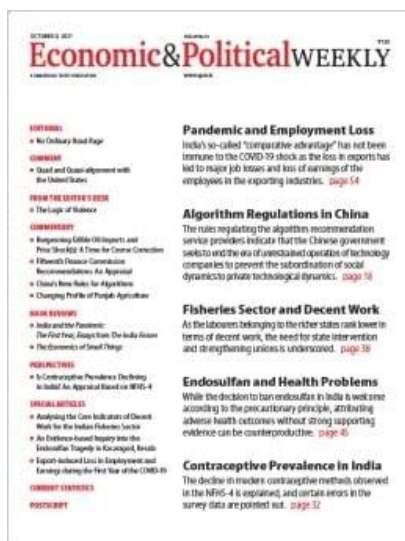 OCTOBER 2, 2021
Economic&PoliticalWEEKLY
EDITORIAL
No Ordinary Road Rage
COMMENT
Quad and Quasi-alignment with
the United States
FROM THE EDITOR'S DESK
The Logic of Violence
COMMENTARY
Burgeoning Edible Oil Imports and
Price Shock(s): A Time for Course Correction
Fifteenth Finance Commission
Recommendations: An Appraisal
China's New Rules for Algorithms
Changing Profile of Punjab Agriculture
BOOK REVIEWS
India and the Pandemic:
The First Year, Essays from The India Forum
The Economics of Small Things
PERSPECTIVES
Is Contraceptive Prevalence Declining
in India? An Appraisal Based on NFHS-4
SPECIAL ARTICLES
Analysing the Core Indicators of Decent
Work for the Indian Fisheries Sector
An Evidence-based Inquiry into the
Endosulfan Tragedy in Kasaragod, Kerala
Export-induced Loss in Employment and
Earnings during the First Year of the COVID-19
CURRENT STATISTICS
POSTSCRIPT
Pandemic and Employment Loss
India's so-called "comparative advantage" has not been
immune to the COVID-19 shock as the loss in exports has
led to major job losses and loss of earnings of the
employees in the exporting industries. page 54
Algorithm Regulations in China
The rules regulating the algorithm-recommendation
service providers indicate that the Chinese government
seeks to end the era of unrestrained operation of technology
companies to prevent the subordination of social
dynamics to private technological dynamics. page 18
Fisheries Sector and Decent Work
As the labourers belonging to the richer states rank lower in
terms of decent work, the need for state intervention
and strengthening unions is underscored. page 38
Endosulfan and Health Problems
While the decision to ban endosulfan in India is welcome
according to the precautionary principle, attributing
adverse health outcomes without strong supporting
evidence can be counterproductive. page 45
Contraceptive Prevalence in India
The decline in modern contraceptive methods observed
in the NFHS-4 is explained, and certain errors in the
survey data are pointed out. page 32